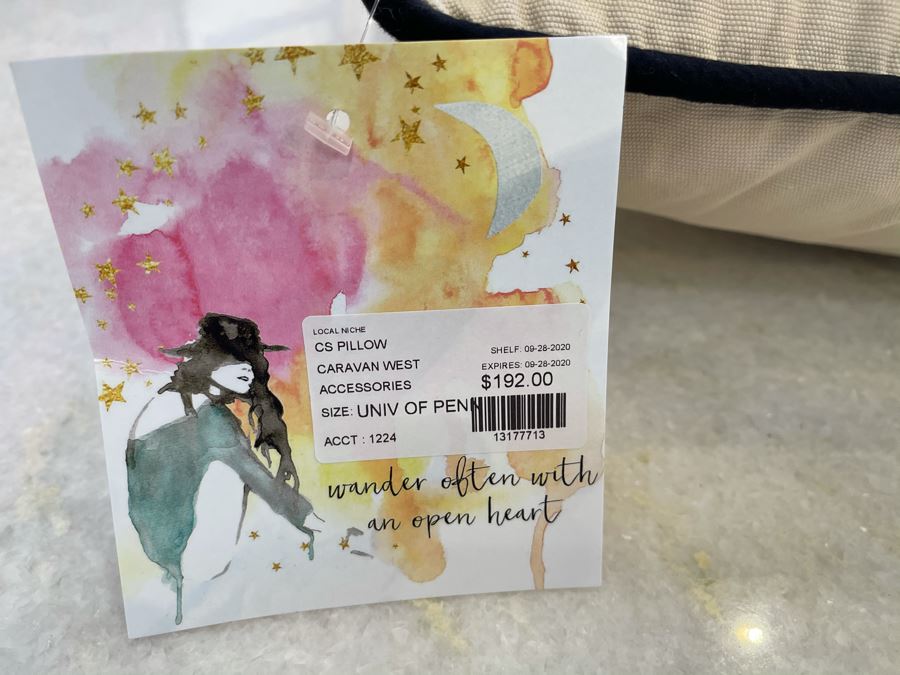 LOCAL NICHE
CS PILLOW
SHELF: 09-28-2020
CARAVAN WEST
EXPIRES: 09-28-2020
ACCESSORIES
$192.00
SIZE: UNIV OF PENN
ACCT : 1224
13177713
wander often with
an open heart